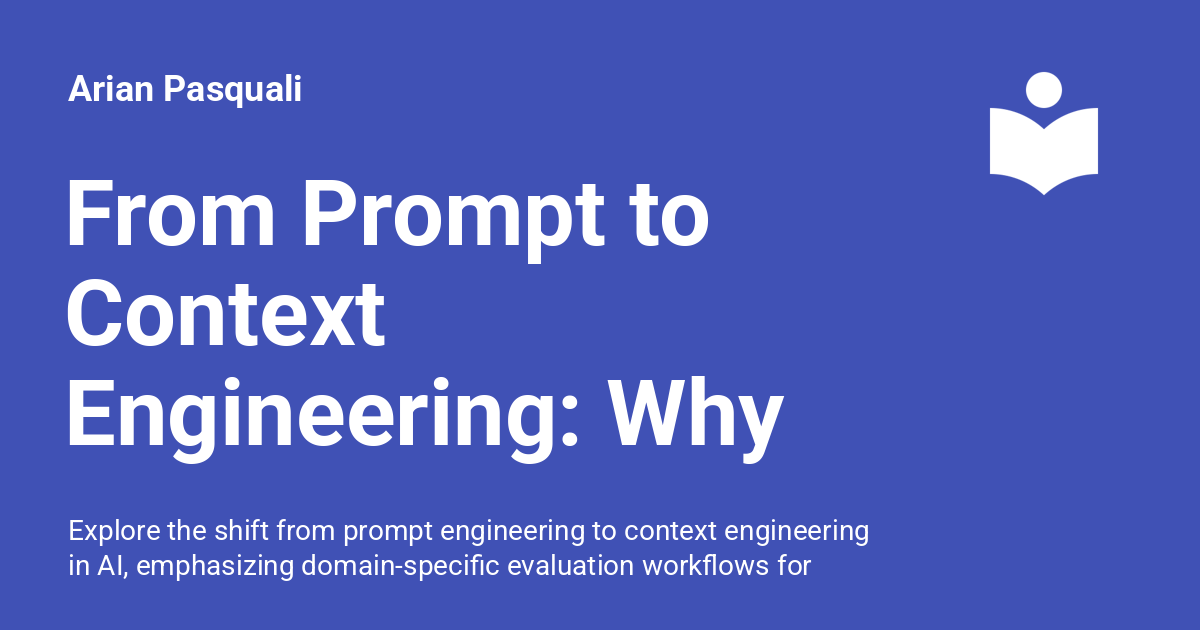 Arian Pasquali
From Prompt to
Context
Engineering: Why
Explore the shift from prompt engineering to context engineering
in AI, emphasizing domain-specific evaluation workflows for